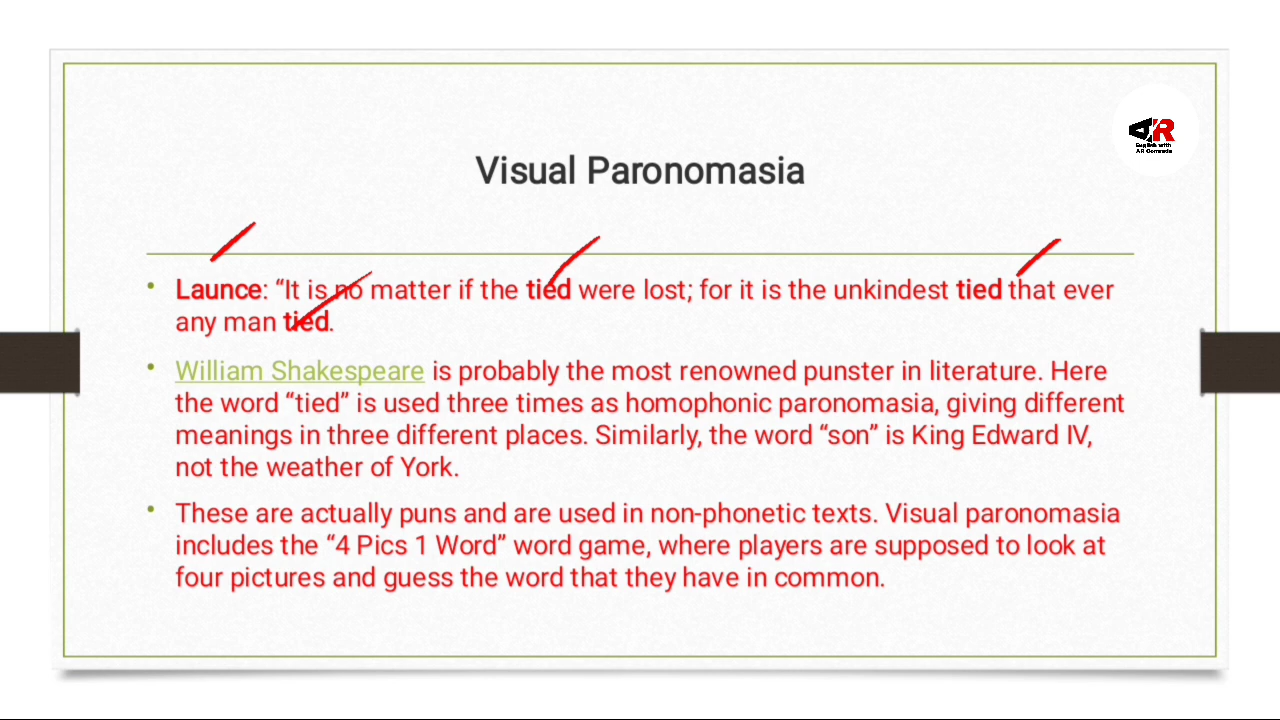 AR
English with
AR Comrade
Visual Paronomasia
• Launce: “It is no matter if the tied were lost; for it is the unkindest tied that ever
any man tied.
• William Shakespeare is probably the most renowned punster in literature. Here
the word “tied” is used three times as homophonic paronomasia, giving different
meanings in three different places. Similarly, the word “son” is King Edward IV,
not the weather of York.
• These are actually puns and are used in non-phonetic texts. Visual paronomasia
includes the “4 Pics 1 Word” word game, where players are supposed to look at
four pictures and guess the word that they have in common.